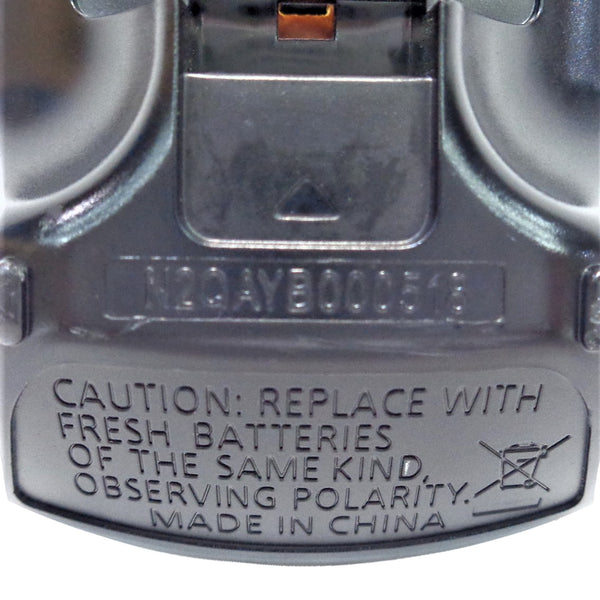 N2QAYB000518
CAUTION: REPLACE WITH
FRESH BATTERIES
OF THE SAME KIND,
OBSERVING POLARITY.
MADE IN CHINA